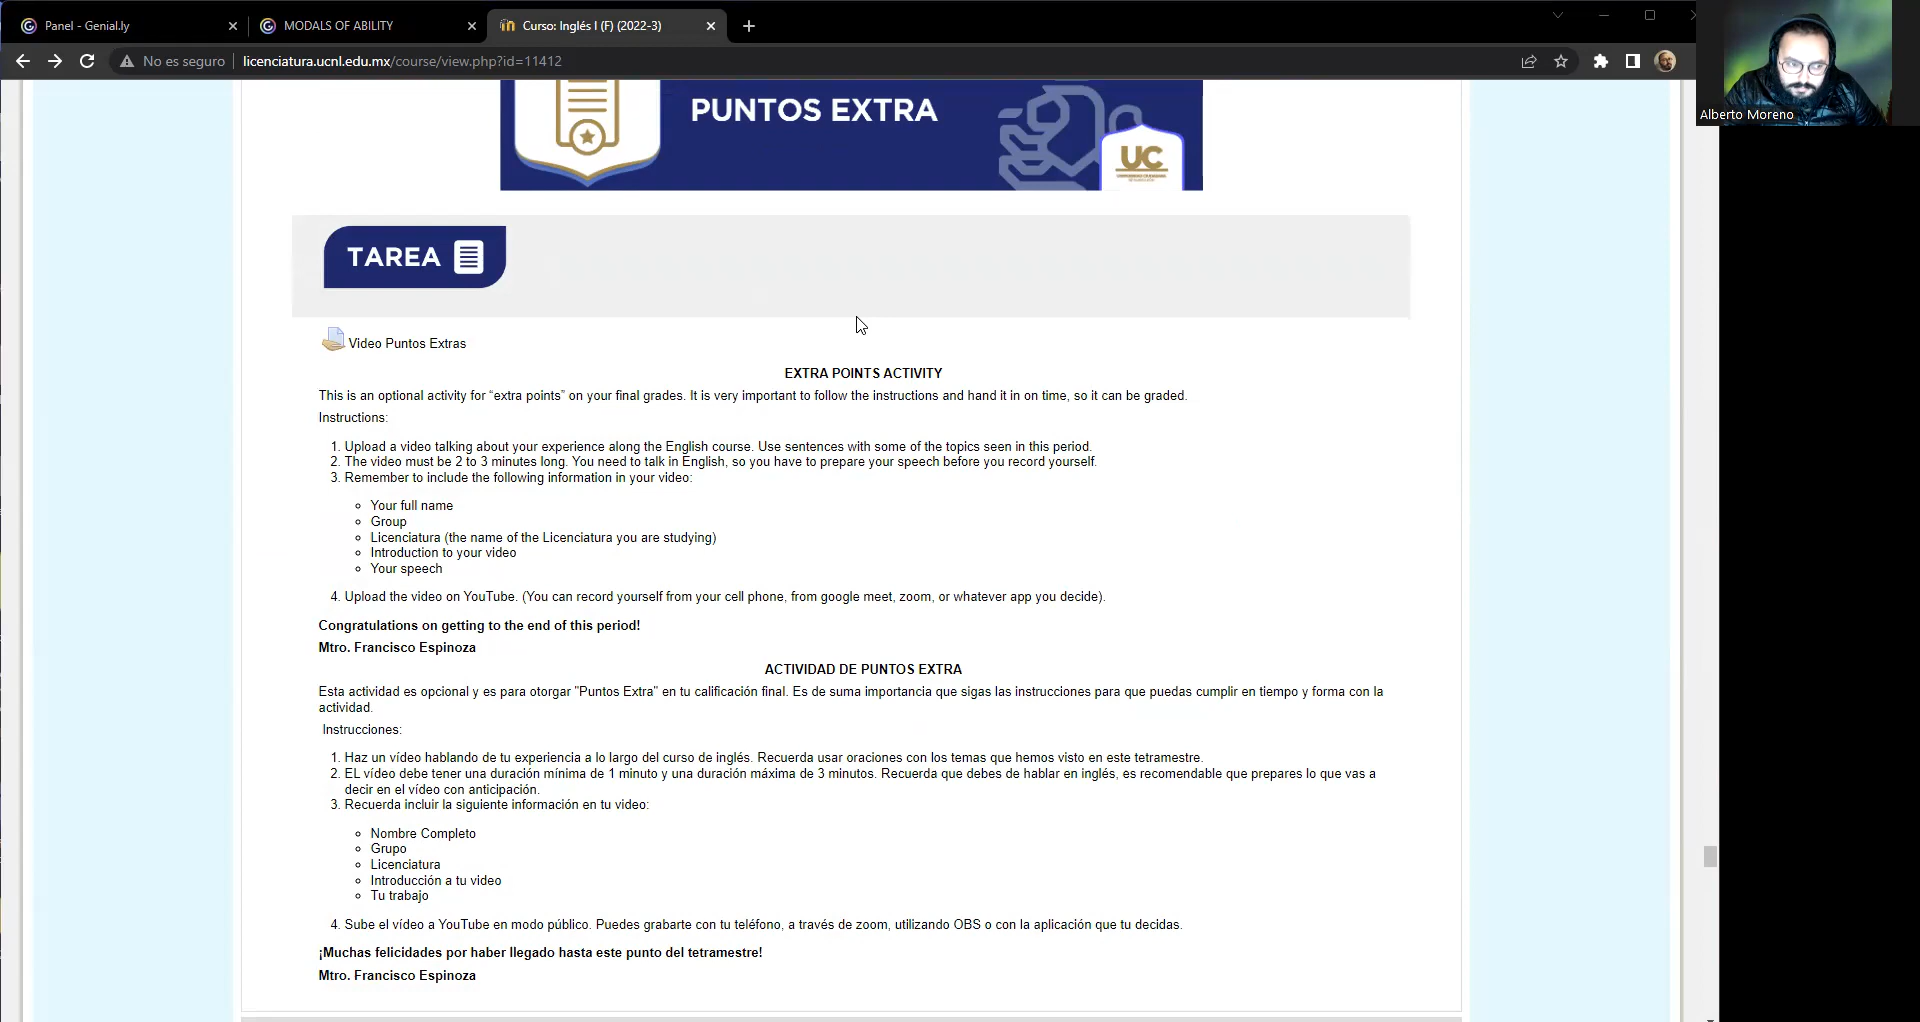 Panel - Genial.ly
MODALS OF ABILITY
Curso: Inglés I (F) (2022-3)
No es seguro
licenciatura.ucnl.edu.mx/course/view.php?id=11412
Alberto Moreno
PUNTOS EXTRA
UC
TAREA
Video Puntos Extras
EXTRA POINTS ACTIVITY
This is an optional activity for “extra points” on your final grades. It is very important to follow the instructions and hand it in on time, so it can be graded.
Instructions:
1. Upload a video talking about your experience along the English course. Use sentences with some of the topics seen in this period.
2. The video must be 2 to 3 minutes long. You need to talk in English, so you have to prepare your speech before you record yourself.
3. Remember to include the following information in your video:
Your full name
Group
Licenciatura (the name of the Licenciatura you are studying)
Introduction to your video
Your speech
4. Upload the video on YouTube. (You can record yourself from your cell phone, from google meet, zoom, or whatever app you decide).
Congratulations on getting to the end of this period!
Mtro. Francisco Espinoza
ACTIVIDAD DE PUNTOS EXTRA
Esta actividad es opcional y es para otorgar "Puntos Extra" en tu calificación final. Es de suma importancia que sigas las instrucciones para que puedas cumplir en tiempo y forma con la
actividad.
Instrucciones:
1. Haz un vídeo hablando de tu experiencia a lo largo del curso de inglés. Recuerda usar oraciones con los temas que hemos visto en este tetramestre.
2. EL vídeo debe tener una duración mínima de 1 minuto y una duración máxima de 3 minutos. Recuerda que debes de hablar en inglés, es recomendable que prepares lo que vas a
decir en el vídeo con anticipación.
3. Recuerda incluir la siguiente información en tu video:
Nombre Completo
Grupo
Licenciatura
Introducción a tu video
Tu trabajo
4. Sube el vídeo a YouTube en modo público. Puedes grabarte con tu teléfono, a través de zoom, utilizando OBS o con la aplicación que tu decidas.
¡Muchas felicidades por haber llegado hasta este punto del tetramestre!
Mtro. Francisco Espinoza